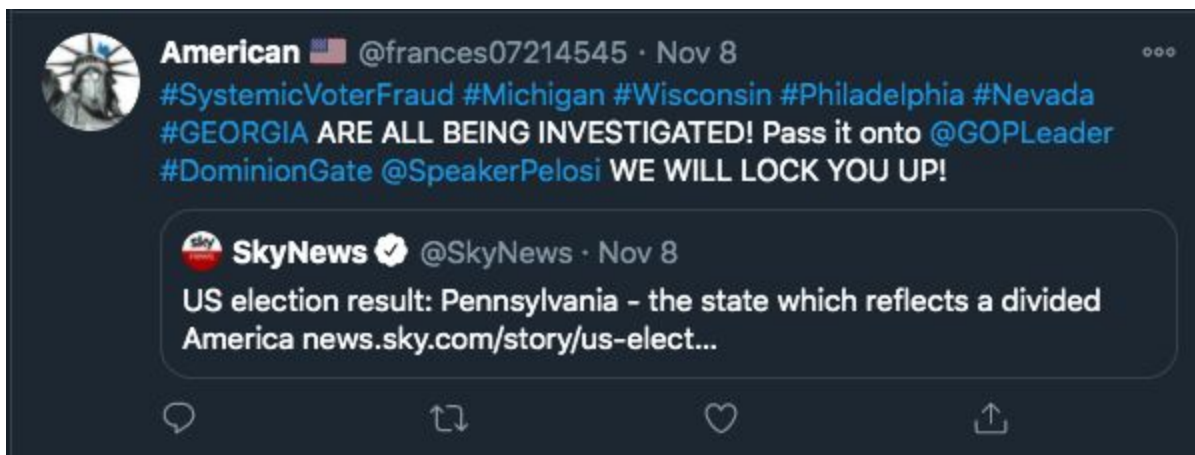 American 🇺🇸 @frances07214545 · Nov 8
#SystemicVoterFraud #Michigan #Wisconsin #Philadelphia #Nevada
#GEORGIA ARE ALL BEING INVESTIGATED! Pass it onto @GOPLeader
#DominionGate @SpeakerPelosi WE WILL LOCK YOU UP!
sky news
SkyNews @SkyNews · Nov 8
US election result: Pennsylvania - the state which reflects a divided
America news.sky.com/story/us-elect...